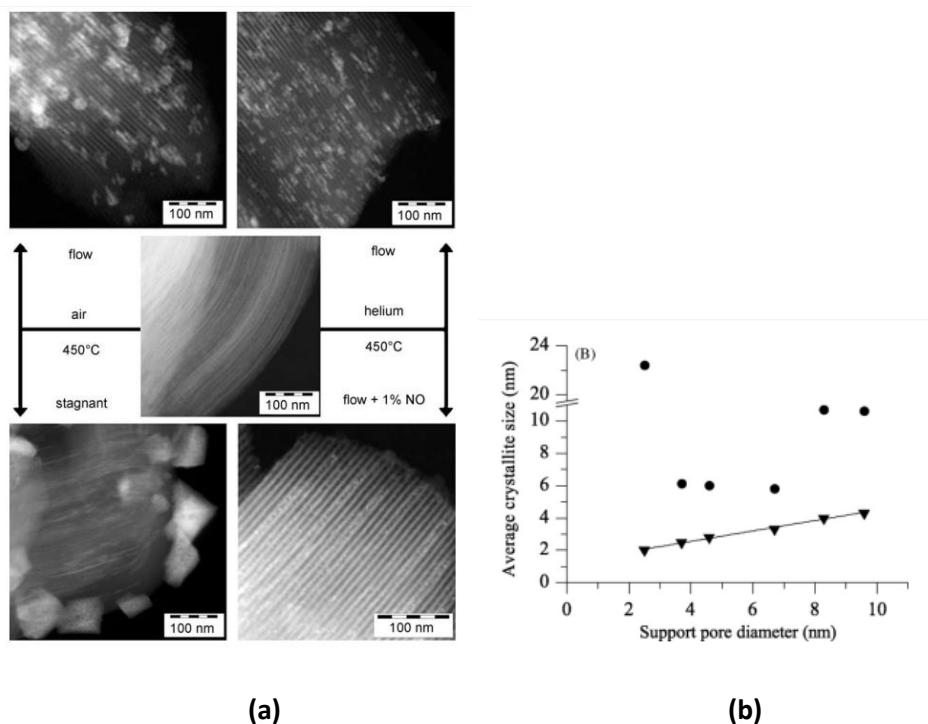 100 nm
100 nm
flow
flow
air
helium
450°C
450°C
stagnant
flow + 1% NO
100 nm
100 nm
100 nm
(B)
Average crystallite size (nm)
24
20
10
8
6
4
2
0
0 2 4 6 8 10
Support pore diameter (nm)
(a)
(b)